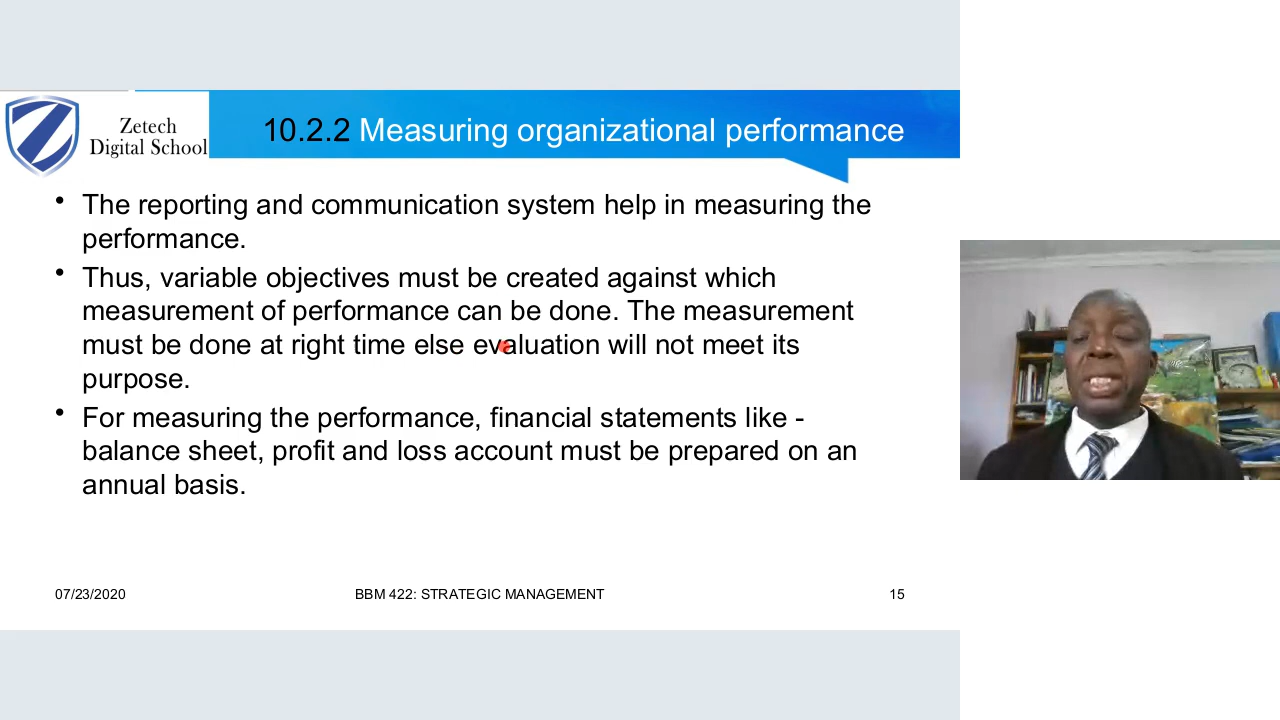 Zetech
Digital School
10.2.2 Measuring organizational performance
• The reporting and communication system help in measuring the
performance.
• Thus, variable objectives must be created against which
measurement of performance can be done. The measurement
must be done at right time else evaluation will not meet its
purpose.
• For measuring the performance, financial statements like -
balance sheet, profit and loss account must be prepared on an
annual basis.
07/23/2020
BBM 422: STRATEGIC MANAGEMENT
15